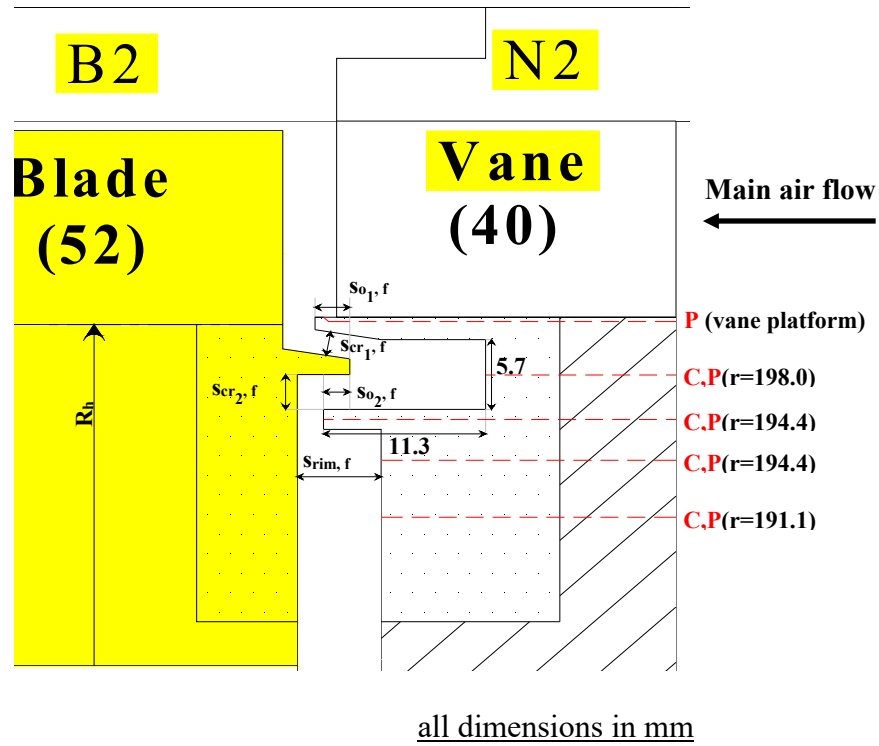 B2
N2
Blade
(52)
Vane
(40)
Main air flow
so1, f
P (vane platform)
scr1, f
5.7
C,P(r=198.0)
scr2, f
so2, f
C,P(r=194.4)
Rh
11.3
srim, f
C,P(r=194.4)
C,P(r=191.1)
all dimensions in mm